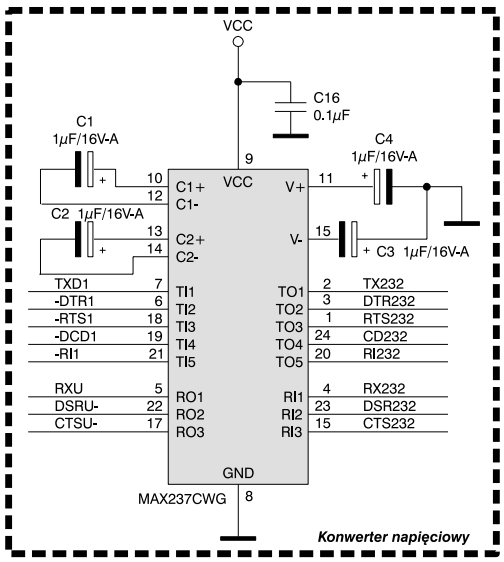 VCC
C16
0.1µF
C1
1µF/16V-A
C4
1µF/16V-A
9
10 C1+ VCC V+ 11 +
+ 12 C1-
C2 1µF/16V-A
13 C2+ V- 15
+ 14 C2-
+ C3 1µF/16V-A
TXD1 7 TI1 TO1 2 TX232
-DTR1 6 TI2 TO2 3 DTR232
-RTS1 18 TI3 TO3 1 RTS232
-DCD1 19 TI4 TO4 24 CD232
-RI1 21 TI5 TO5 20 RI232
RXU 5 RO1 RI1 4 RX232
DSRU- 22 RO2 RI2 23 DSR232
CTSU- 17 RO3 RI3 15 CTS232
GND
MAX237CWG 8
Konwerter napięciowy